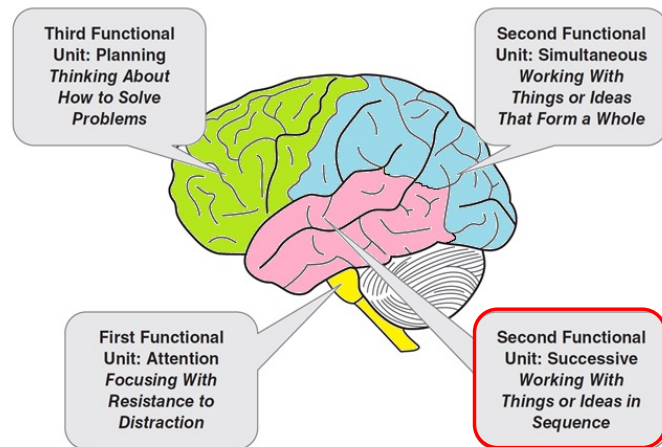 Third Functional
Unit: Planning
Thinking About
How to Solve
Problems
Second Functional
Unit: Simultaneous
Working With
Things or Ideas
That Form a Whole
First Functional
Unit: Attention
Focusing With
Resistance to
Distraction
Second Functional
Unit: Successive
Working With
Things or Ideas in
Sequence